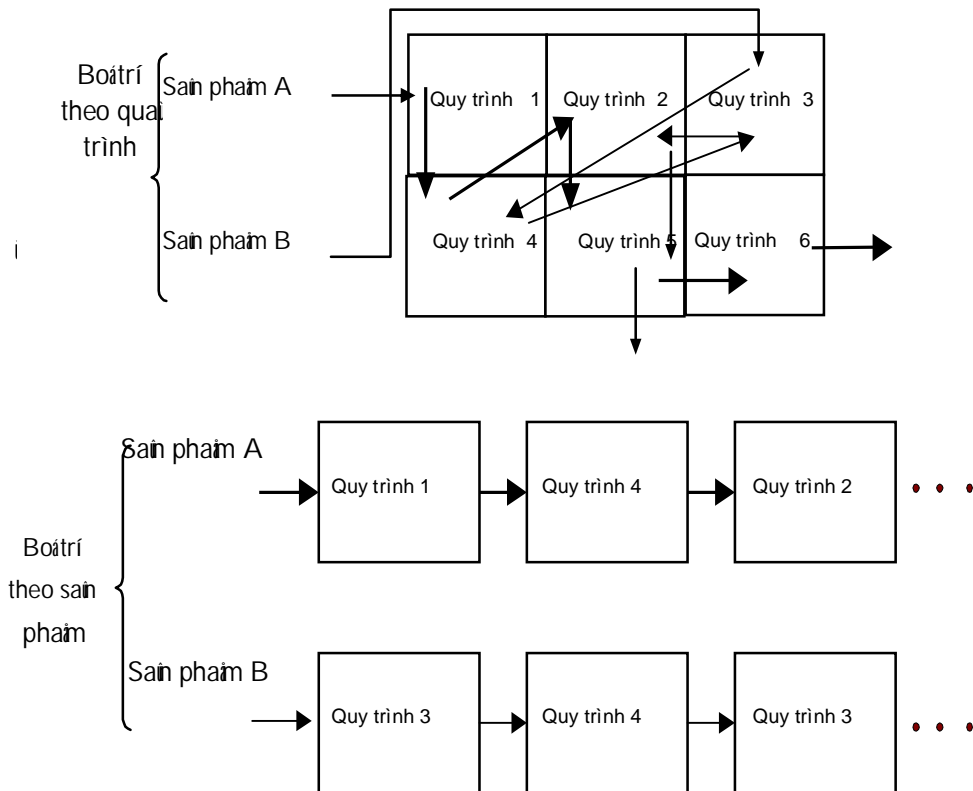 Boátrí
theo quaù
trình
Saûn phaåm A
Saûn phaåm B
Quy trình 1
Quy trình 2
Quy trình 3
Quy trình 4
Quy trình 5
Quy trình 6
Boátrí
theo saûn
phaåm
Saûn phaåm A
Quy trình 1
Quy trình 4
Quy trình 2
Saûn phaåm B
Quy trình 3
Quy trình 4
Quy trình 3